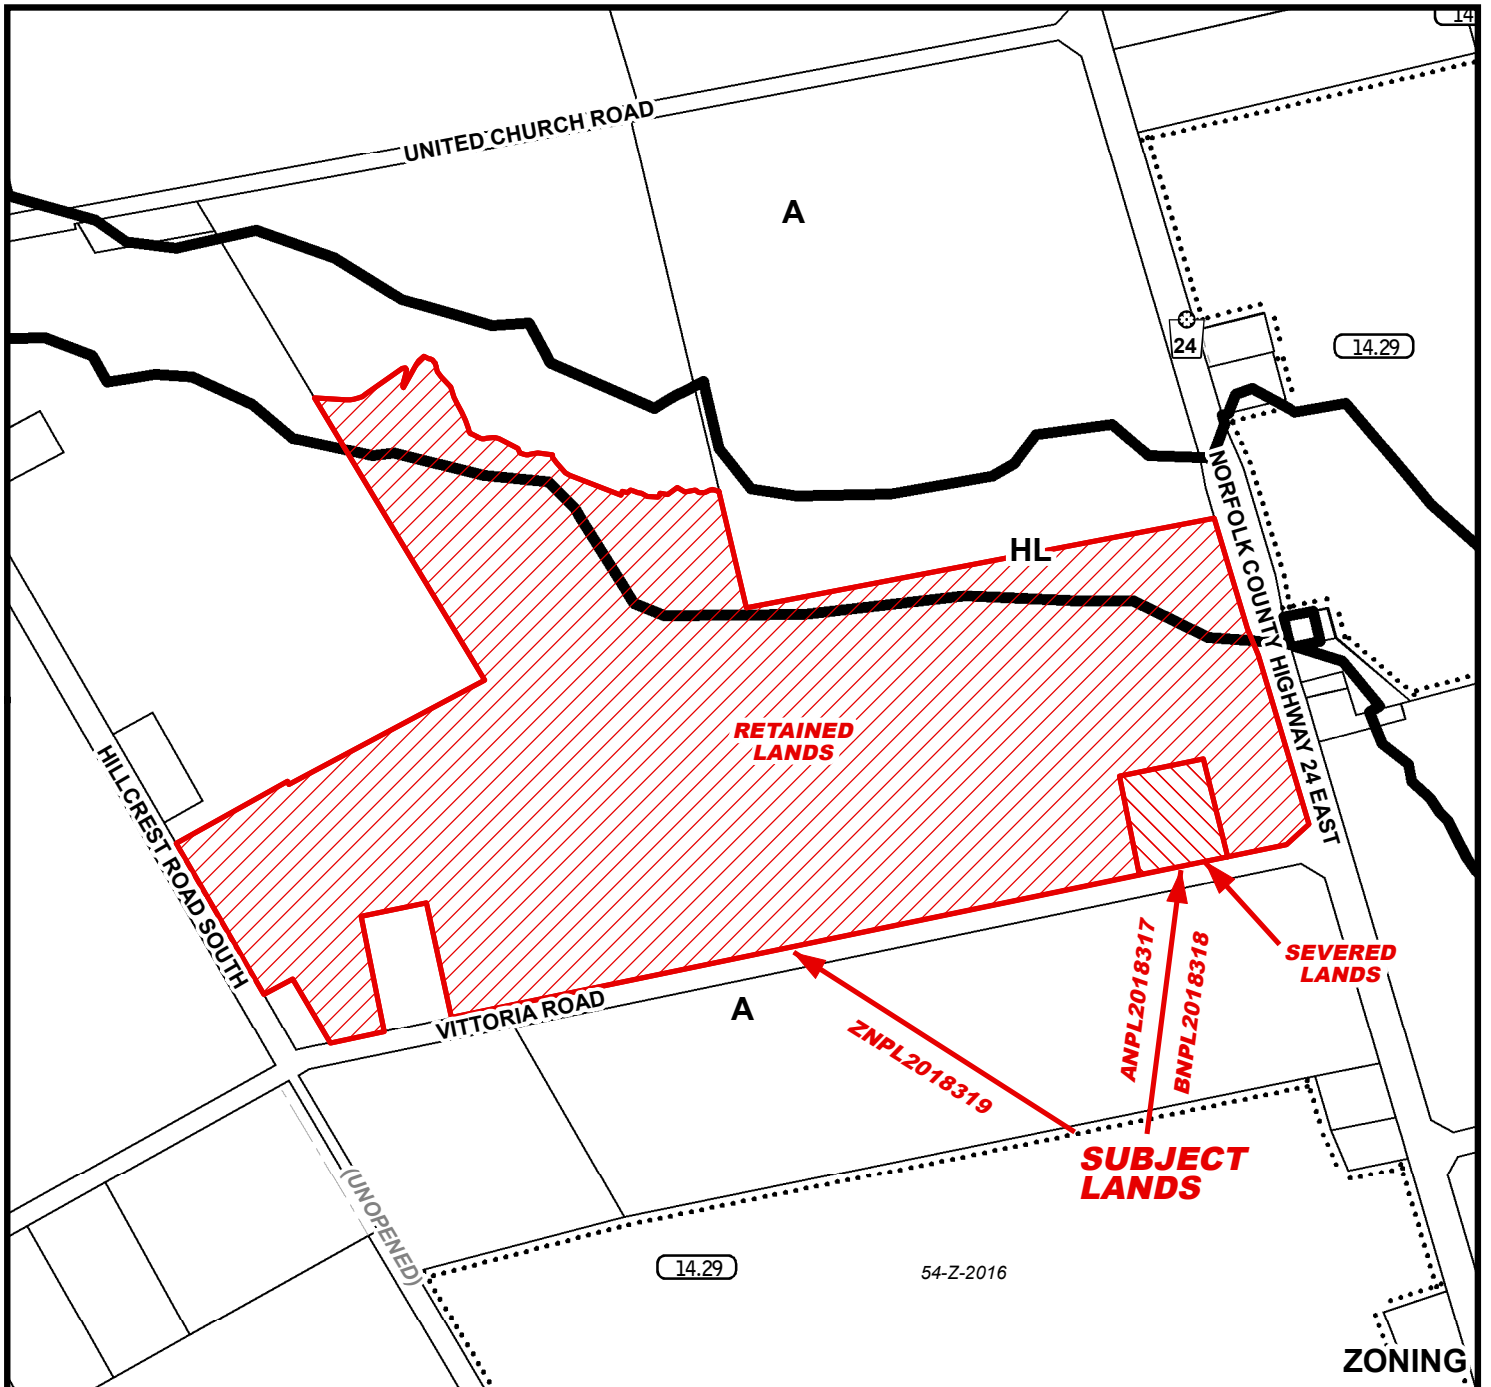 14
UNITED CHURCH ROAD
A
24
14.29
NORFOLK COUNTY HIGHWAY 24 EAST
HL
RETAINED
LANDS
HILLCREST ROAD SOUTH
SEVERED
LANDS
ANPL2018317
BNPL2018318
VITTORIA ROAD
A
ZNPL2018319
SUBJECT
LANDS
(UNOPENED)
14.29
54-Z-2016
ZONING